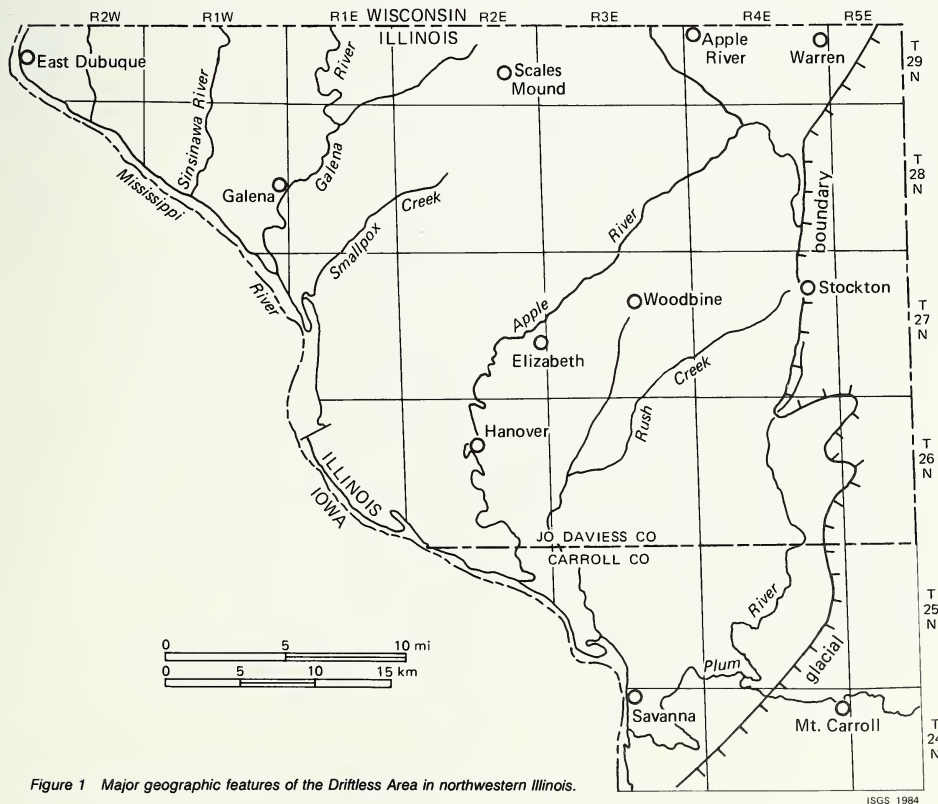 R2W R1W R1E WISCONSIN R2E R3E R4E R5E
ILLINOIS
East Dubuque
Sinsinawa River
River
Galena
Scales
Mound
Apple
River
Warren
T
29
N
Mississippi
River
Galena
Smallpox Creek
Apple River
boundary
T
28
N
Woodbine
Stockton
Elizabeth
Rush Creek
T
27
N
Hanover
ILLINOIS
IOWA
T
26
N
JO DAVIESS CO
CARROLL CO
Plum River
glacial
T
25
N
0 5 10 mi
0 5 10 15 km
Savanna
Mt. Carroll
T
24
N
Figure 1 Major geographic features of the Driftless Area in northwestern Illinois.
ISGS 1984